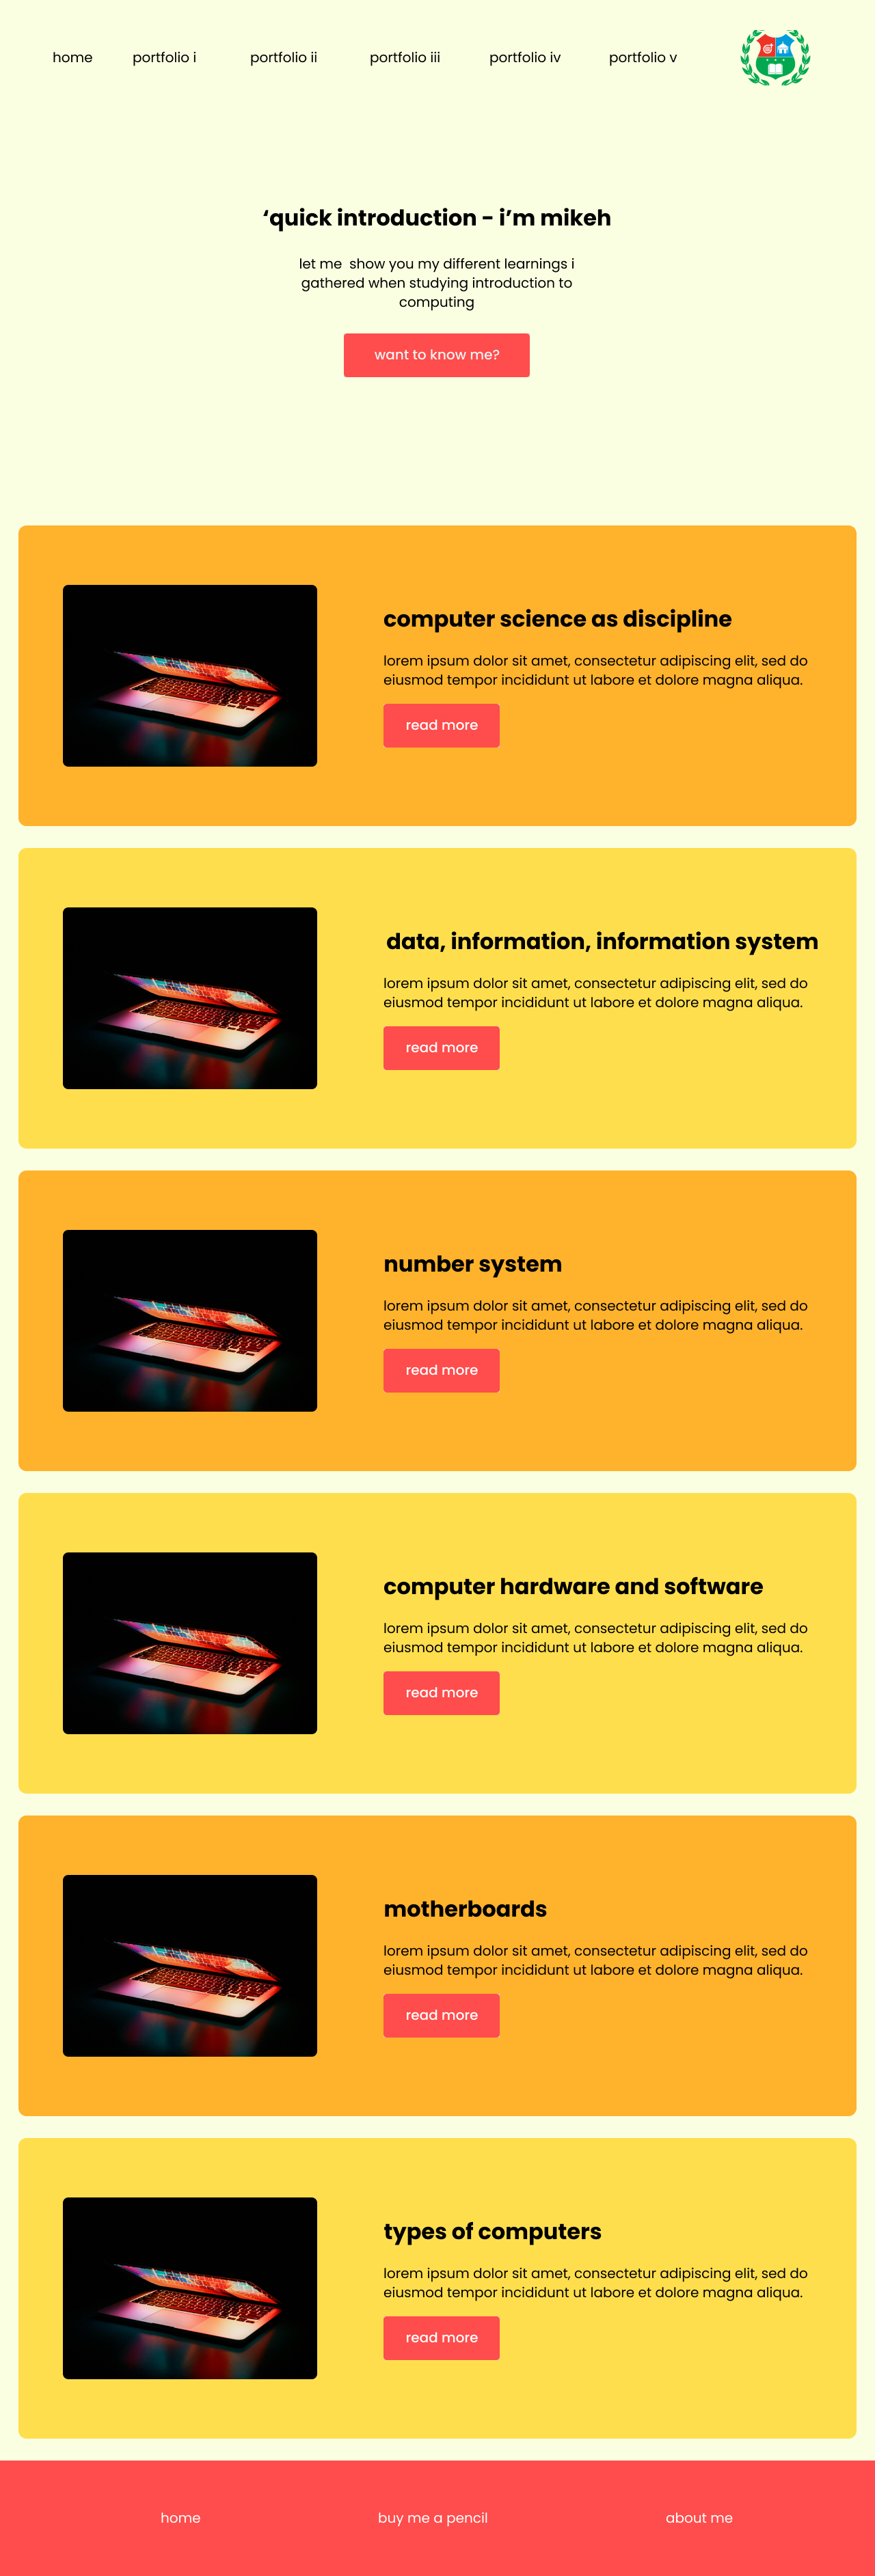 home
portfolio i
portfolio ii
portfolio iii
portfolio iv
portfolio v
‘quick introduction - i’m mikeh
let me  show you my different learnings i
gathered when studying introduction to
computing
want to know me?
computer science as discipline
lorem ipsum dolor sit amet, consectetur adipiscing elit, sed do
eiusmod tempor incididunt ut labore et dolore magna aliqua.
read more
data, information, information system
lorem ipsum dolor sit amet, consectetur adipiscing elit, sed do
eiusmod tempor incididunt ut labore et dolore magna aliqua.
read more
number system
lorem ipsum dolor sit amet, consectetur adipiscing elit, sed do
eiusmod tempor incididunt ut labore et dolore magna aliqua.
read more
computer hardware and software
lorem ipsum dolor sit amet, consectetur adipiscing elit, sed do
eiusmod tempor incididunt ut labore et dolore magna aliqua.
read more
motherboards
lorem ipsum dolor sit amet, consectetur adipiscing elit, sed do
eiusmod tempor incididunt ut labore et dolore magna aliqua.
read more
types of computers
lorem ipsum dolor sit amet, consectetur adipiscing elit, sed do
eiusmod tempor incididunt ut labore et dolore magna aliqua.
read more
home
buy me a pencil
about me